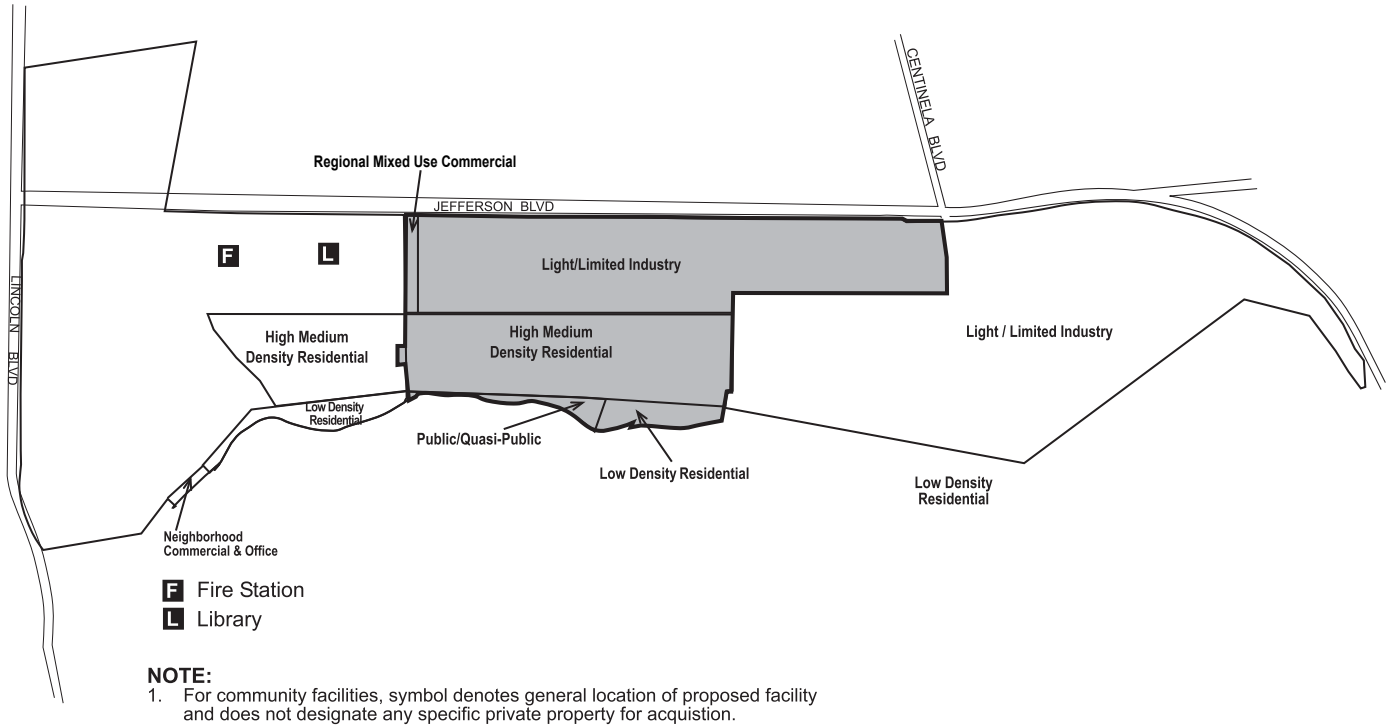 CENTINELA BLVD
Regional Mixed Use Commercial
JEFFERSON BLVD
F
L
Light/Limited Industry
LINCOLN BLVD
High Medium
Density Residential
High Medium
Density Residential
Light / Limited Industry
Low Density
Residential
Public/Quasi-Public
Low Density Residential
Low Density
Residential
Neighborhood
Commercial & Office
F Fire Station
L Library
NOTE:
1. For community facilities, symbol denotes general location of proposed facility
and does not designate any specific private property for acquistion.